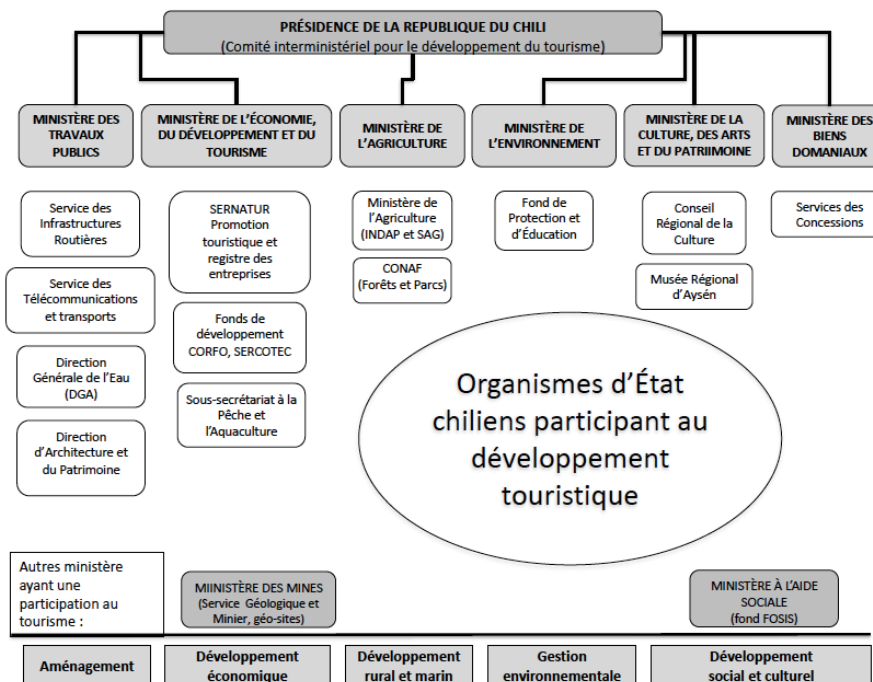 PRÉSIDENCE DE LA REPUBLIQUE DU CHILI
(Comité interministériel pour le développement du tourisme)
MINISTÈRE DES
TRAVAUX
PUBLICS
MINISTÈRE DE L'ÉCONOMIE,
DU DÉVELOPPEMENT ET DU
TOURISME
MINISTÈRE DE
L'AGRICULTURE
MINISTÈRE DE
L'ENVIRONNEMENT
MINISTÈRE DE LA
CULTURE, DES ARTS
ET DU PATRIIMOINE
MINISTÈRE DES
BIENS
DOMANIAUX
Service des
Infrastructures
Routières
Service des
Télécommunications
et transports
Direction
Générale de l'Eau
(DGA)
Direction
d'Architecture et
du Patrimoine
SERNATUR
Promotion
touristique et
registre des
entreprises
Fonds de
développement
CORFO, SERCOTEC
Sous-secrétariat à la
Pêche et
l'Aquaculture
Ministère de
l'Agriculture
(INDAP et SAG)
CONAF
(Forêts et Parcs)
Fond de
Protection et
d'Éducation
Conseil
Régional de la
Culture
Musée Régional
d'Aysén
Services des
Concessions
Organismes d'État
chiliens participant au
développement
touristique
Autres ministère
ayant une
participation au
tourisme :
MIINISTÈRE DES MINES
(Service Géologique et
Minier, géo-sites)
MINISTÈRE À L'AIDE
SOCIALE
(fond FOSIS)
Aménagement
Développement
économique
Développement
rural et marin
Gestion
environnementale
Développement
social et culturel